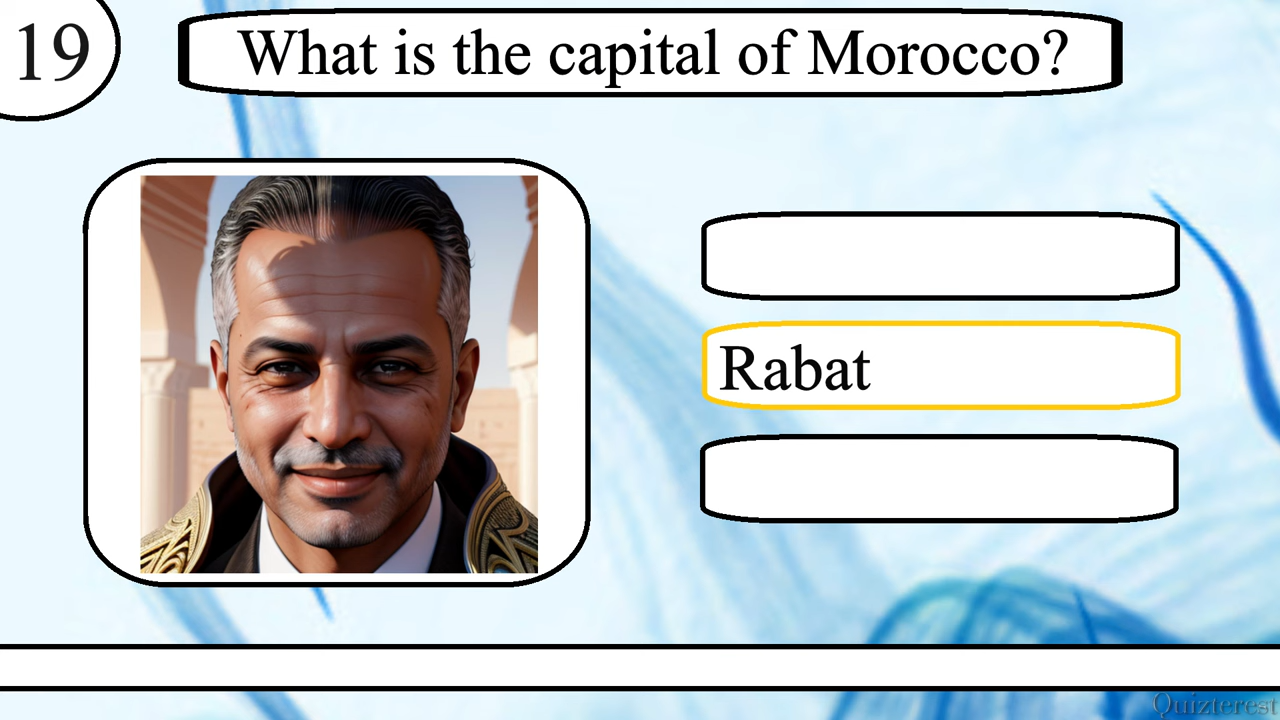 19
What is the capital of Morocco?
Rabat
Quizterest